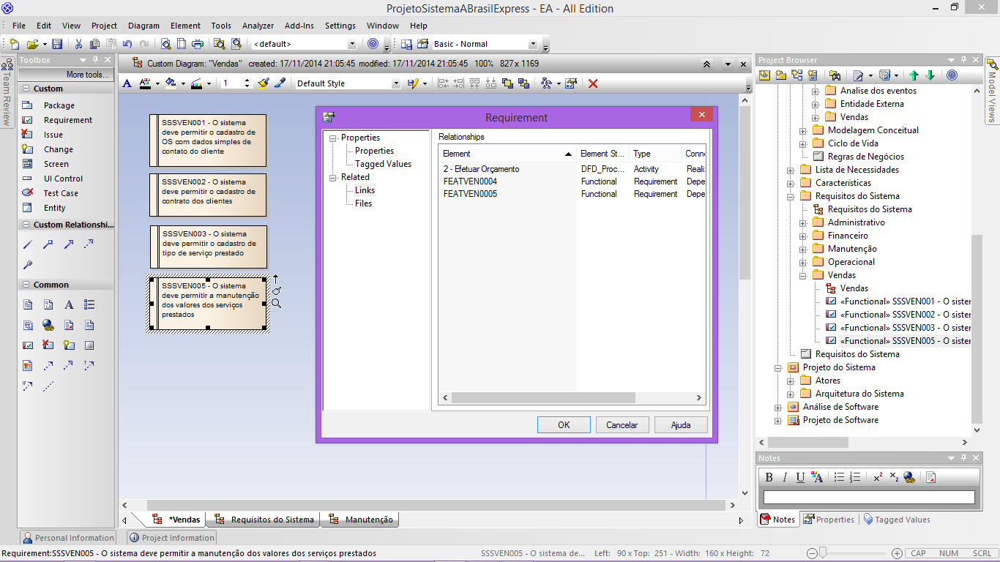 ProjetoSistemaABrasilExpress - EA - All Edition
File Edit View Project Diagram Element Tools Analyzer Add-Ins Settings Window Help
<default>
Basic - Normal
Team Review
Toolbox
More tools...
Custom
Package
Requirement
Issue
Change
Screen
UI Control
Test Case
Entity
Custom Relationshi...
Common
Custom Diagram: "Vendas" created: 17/11/2014 21:05:45 modified: 17/11/2014 21:05:45 100% 827 x 1169
1
Default Style
SSSVEN001 - O sistema
deve permitir o cadastro de
OS com dados simples de
contato do cliente
SSSVEN002 - O sistema
deve permitir o cadastro de
contrato dos clientes
SSSVEN003 - O sistema
deve permitir o cadastro de
tipo de serviço prestado
SSSVEN005 - O sistema
deve permitir a manutenção
dos valores dos serviços
prestados
Requirement
Properties
Properties
Tagged Values
Related
Links
Files
Relationships
Element Element St... Type Conne
2 - Efetuar Orçamento DFD_Proc... Activity Reali
FEATVEN0004 Functional Requirement Depe
FEATVEN0005 Functional Requirement Depe
OK Cancelar Ajuda
Project Browser
Analise dos eventos
Entidade Externa
Vendas
Modelagem Conceitual
Ciclo de Vida
Regras de Negócios
Lista de Necessidades
Características
Requisitos do Sistema
Requisitos do Sistema
Administrativo
Financeiro
Manutenção
Operacional
Vendas
Vendas
«Functional» SSSVEN001 - O sister
«Functional» SSSVEN002 - O sister
«Functional» SSSVEN003 - O sister
«Functional» SSSVEN005 - O sister
Requisitos do Sistema
Projeto do Sistema
Atores
Arquitetura do Sistema
Análise de Software
Projeto de Software
Model Views
Notes
B I U A
Notes Properties Tagged Values
*Vendas Requisitos do Sistema Manutenção
Personal Information Project Information
Requirement:SSSVEN005 - O sistema deve permitir a manutenção dos valores dos serviços prestados
SSSVEN005 - O sistema de... Left: 90 x Top: 251 - Width: 160 x Height: 72
CAP NUM SCRL